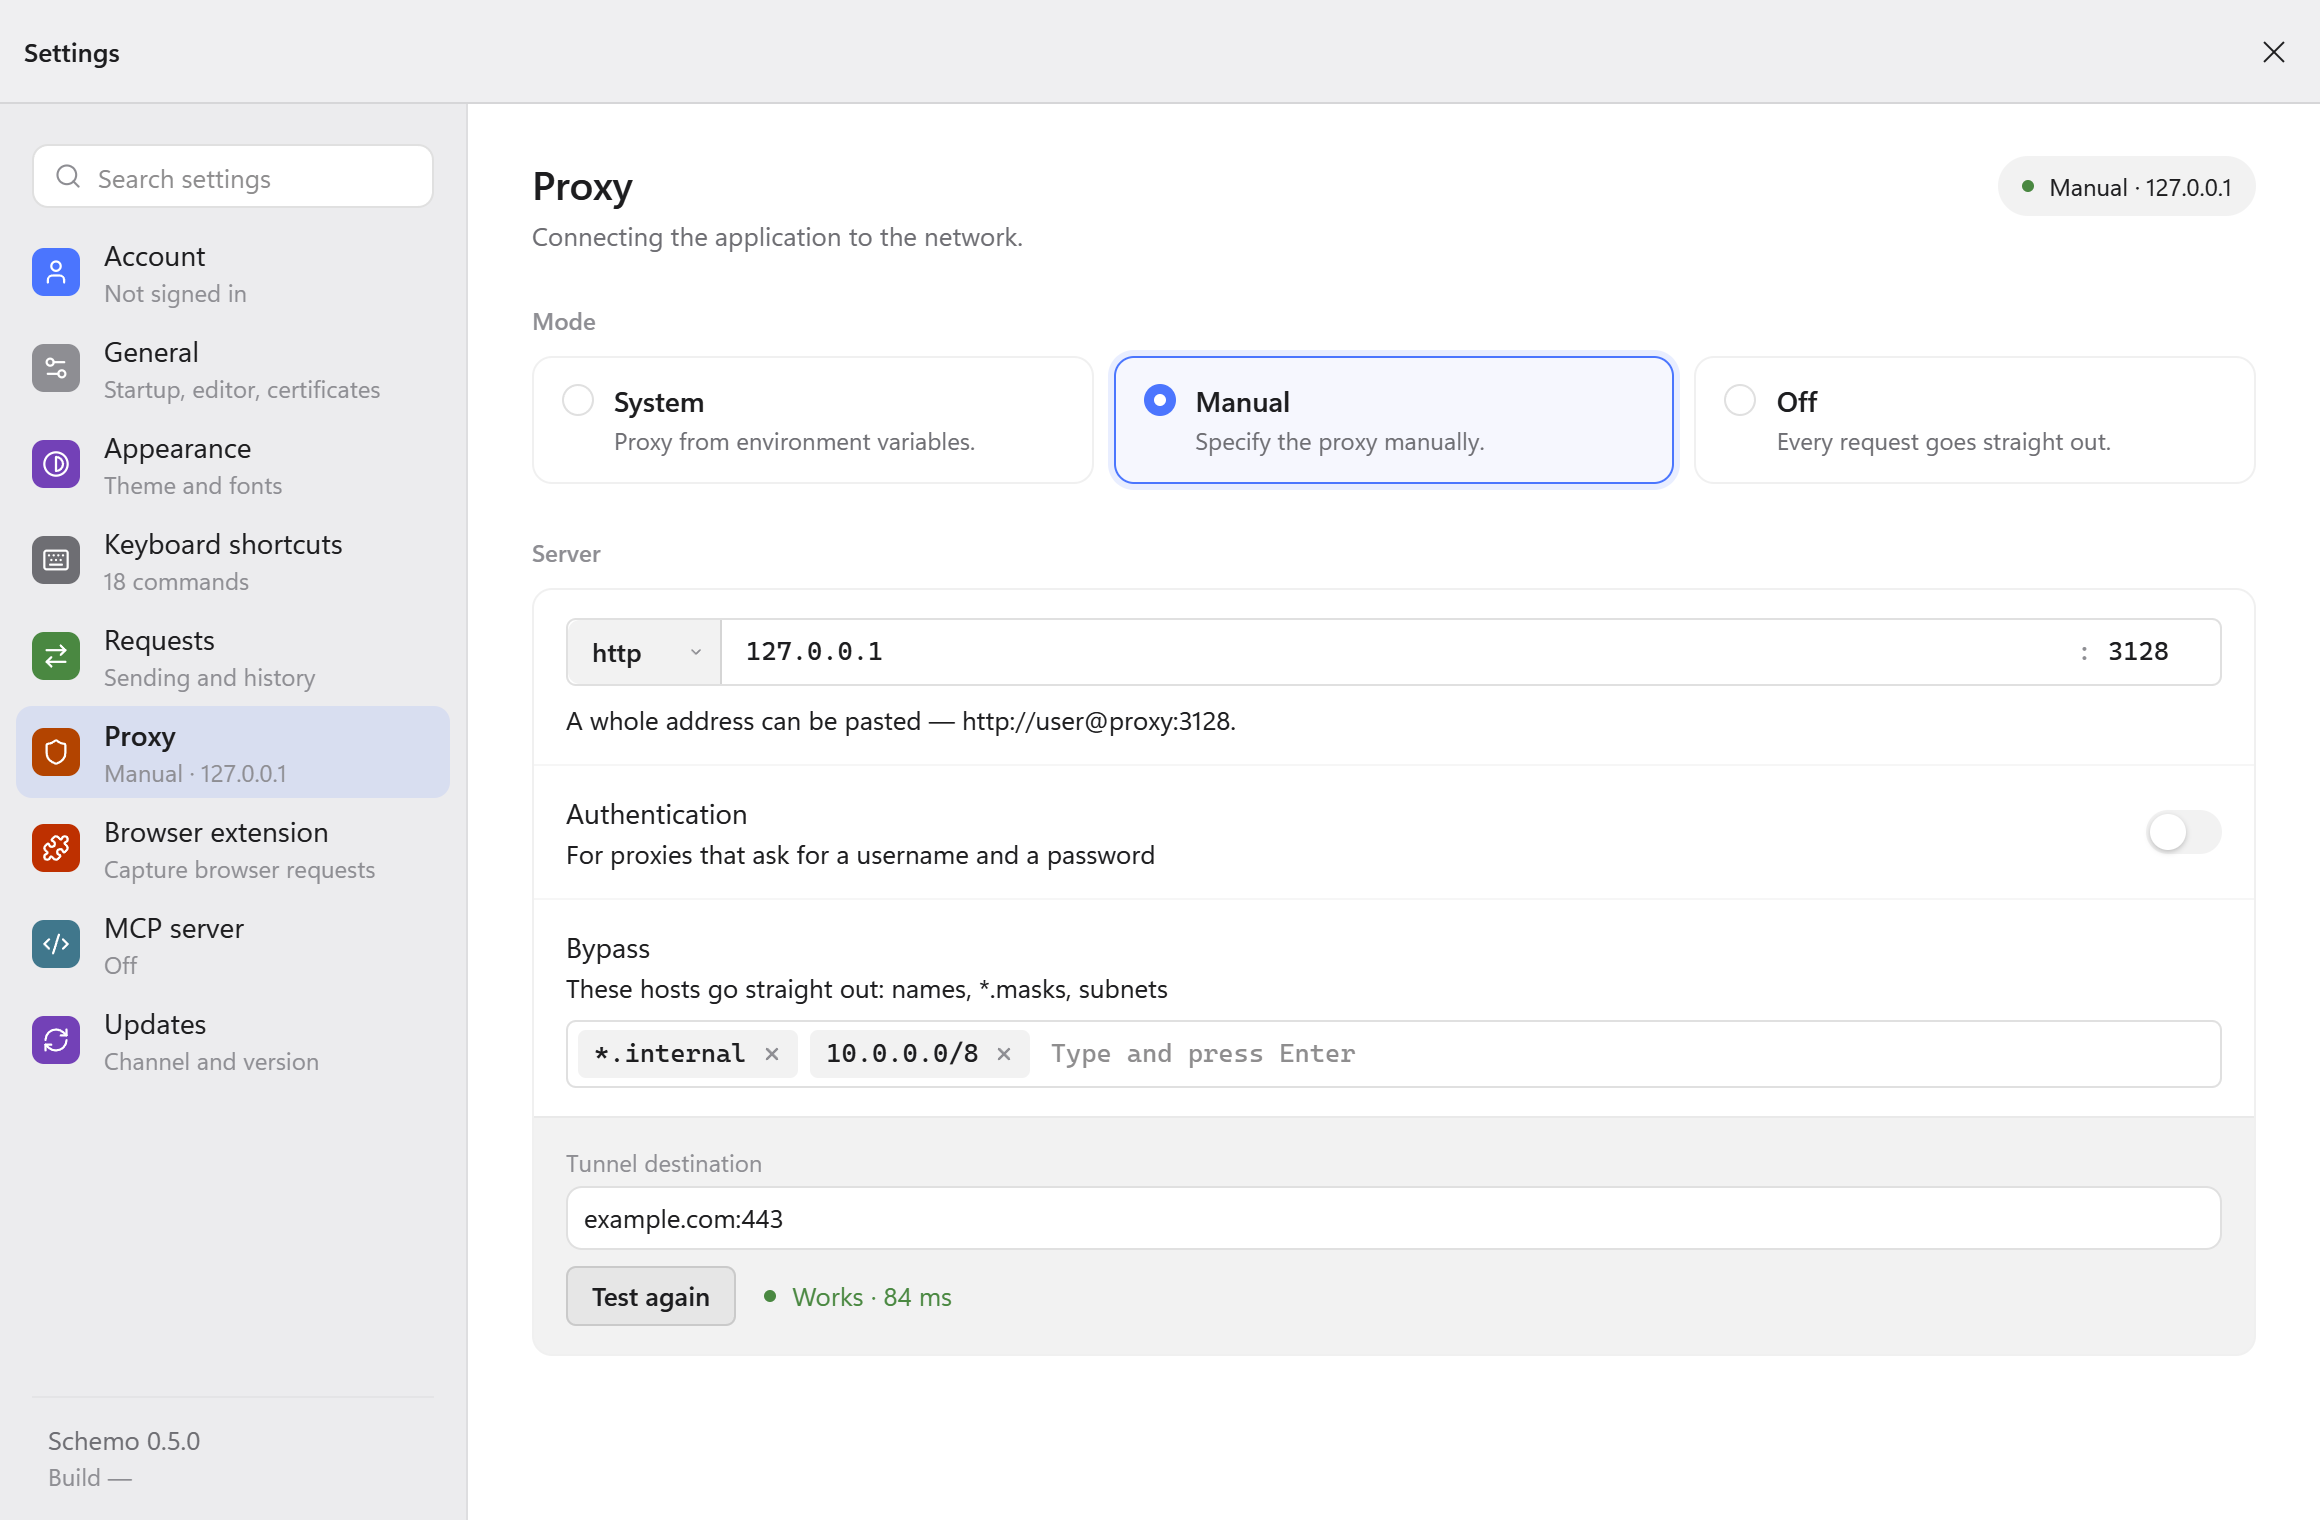 Settings
Search settings
Account
Not signed in
General
Startup, editor, certificates
Appearance
Theme and fonts
Keyboard shortcuts
18 commands
Requests
Sending and history
Proxy
Manual · 127.0.0.1
Browser extension
Capture browser requests
MCP server
Off
Updates
Channel and version
Schemo 0.5.0
Build —
Proxy
Manual · 127.0.0.1
Connecting the application to the network.
Mode
System
Proxy from environment variables.
Manual
Specify the proxy manually.
Off
Every request goes straight out.
Server
http 127.0.0.1 : 3128
A whole address can be pasted — http://user@proxy:3128.
Authentication
For proxies that ask for a username and a password
Bypass
These hosts go straight out: names, *.masks, subnets
*.internal × 10.0.0.0/8 × Type and press Enter
Tunnel destination
example.com:443
Test again Works · 84 ms